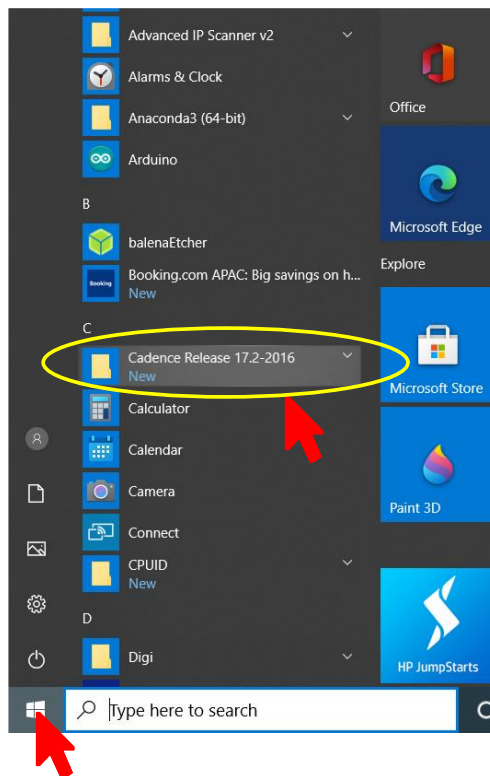 Advanced IP Scanner v2
Alarms & Clock
Anaconda3 (64-bit)
Arduino
B
balenaEtcher
Booking
Booking.com APAC: Big savings on h...
New
C
Cadence Release 17.2-2016
New
Calculator
Calendar
Camera
Connect
CPUID
New
D
Digi
Office
Microsoft Edge
Explore
Microsoft Store
Paint 3D
HP JumpStarts
Type here to search